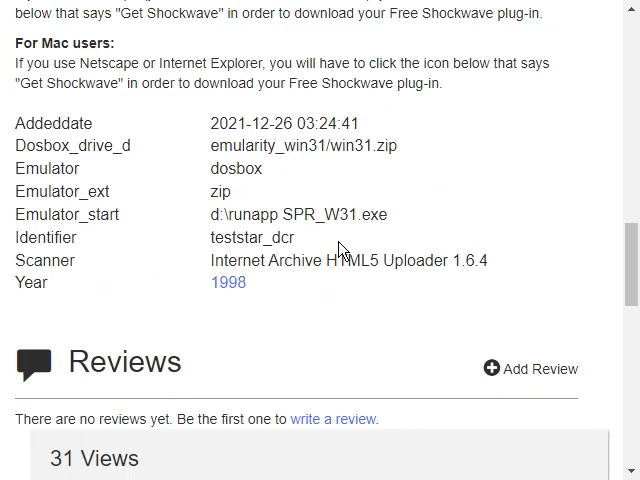 below that says "Get Shockwave" in order to download your Free Shockwave plug-in.
For Mac users:
If you use Netscape or Internet Explorer, you will have to click the icon below that says
"Get Shockwave" in order to download your Free Shockwave plug-in.
Addeddate 2021-12-26 03:24:41
Dosbox_drive_d emularity_win31/win31.zip
Emulator dosbox
Emulator_ext zip
Emulator_start d:\runapp SPR_W31.exe
Identifier teststar_dcr
Scanner Internet Archive HTML5 Uploader 1.6.4
Year 1998
Reviews
Add Review
There are no reviews yet. Be the first one to write a review.
31 Views